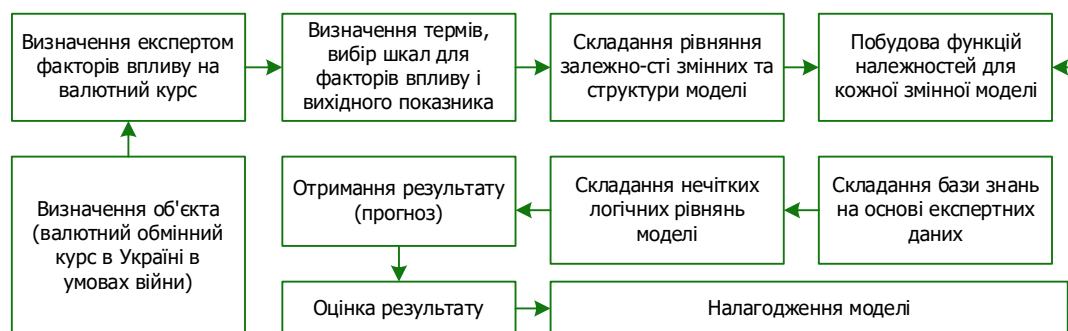 Визначення експертом
факторів впливу на
валютний курс
Визначення термів,
вибір шкал для
факторів впливу і
вихідного показника
Складання рівняння
залежно-сті змінних та
структури моделі
Побудова функцій
належностей для
кожної змінної моделі
Визначення об'єкта
(валютний обмінний
курс в Україні в
умовах війни)
Отримання результату
(прогноз)
Складання нечітких
логічних рівнянь
моделі
Складання бази знань
на основі експертних
даних
Оцінка результату
Налагодження моделі